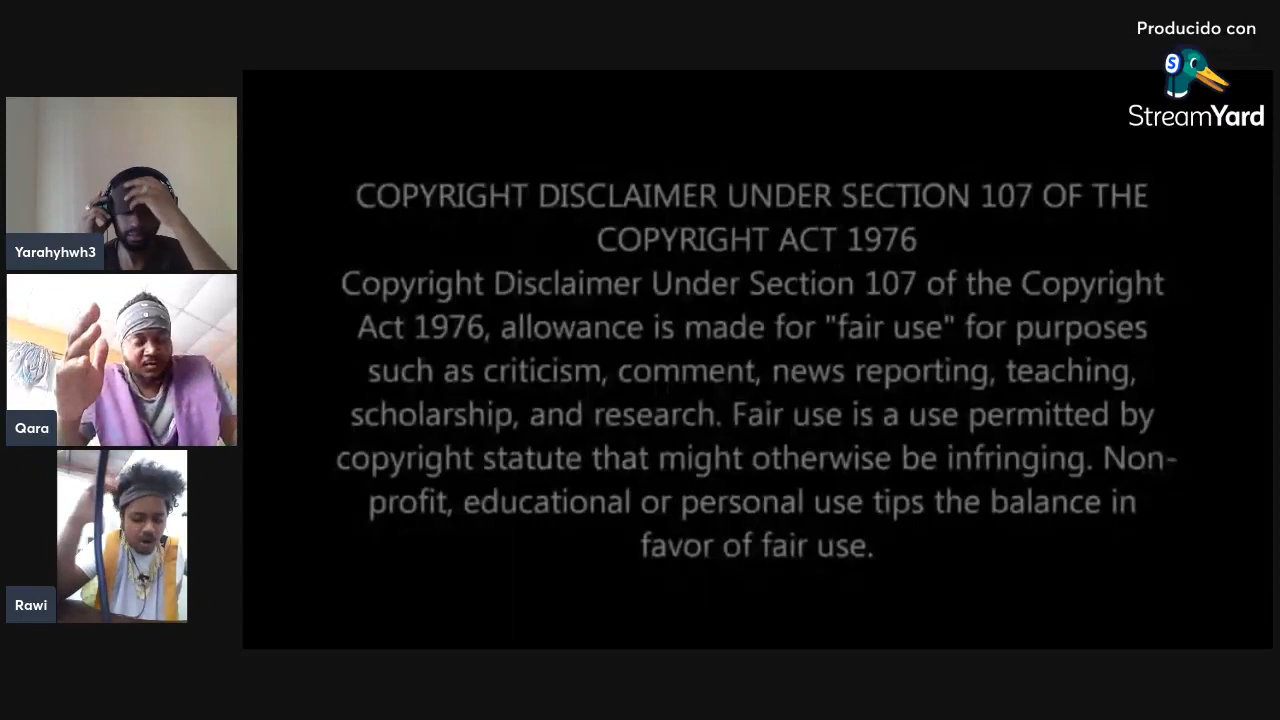 Producido con
StreamYard
Yarahyhwh3
Qara
Rawi
COPYRIGHT DISCLAIMER UNDER SECTION 107 OF THE
COPYRIGHT ACT 1976
Copyright Disclaimer Under Section 107 of the Copyright
Act 1976, allowance is made for "fair use" for purposes
such as criticism, comment, news reporting, teaching,
scholarship, and research. Fair use is a use permitted by
copyright statute that might otherwise be infringing. Non-
profit, educational or personal use tips the balance in
favor of fair use.